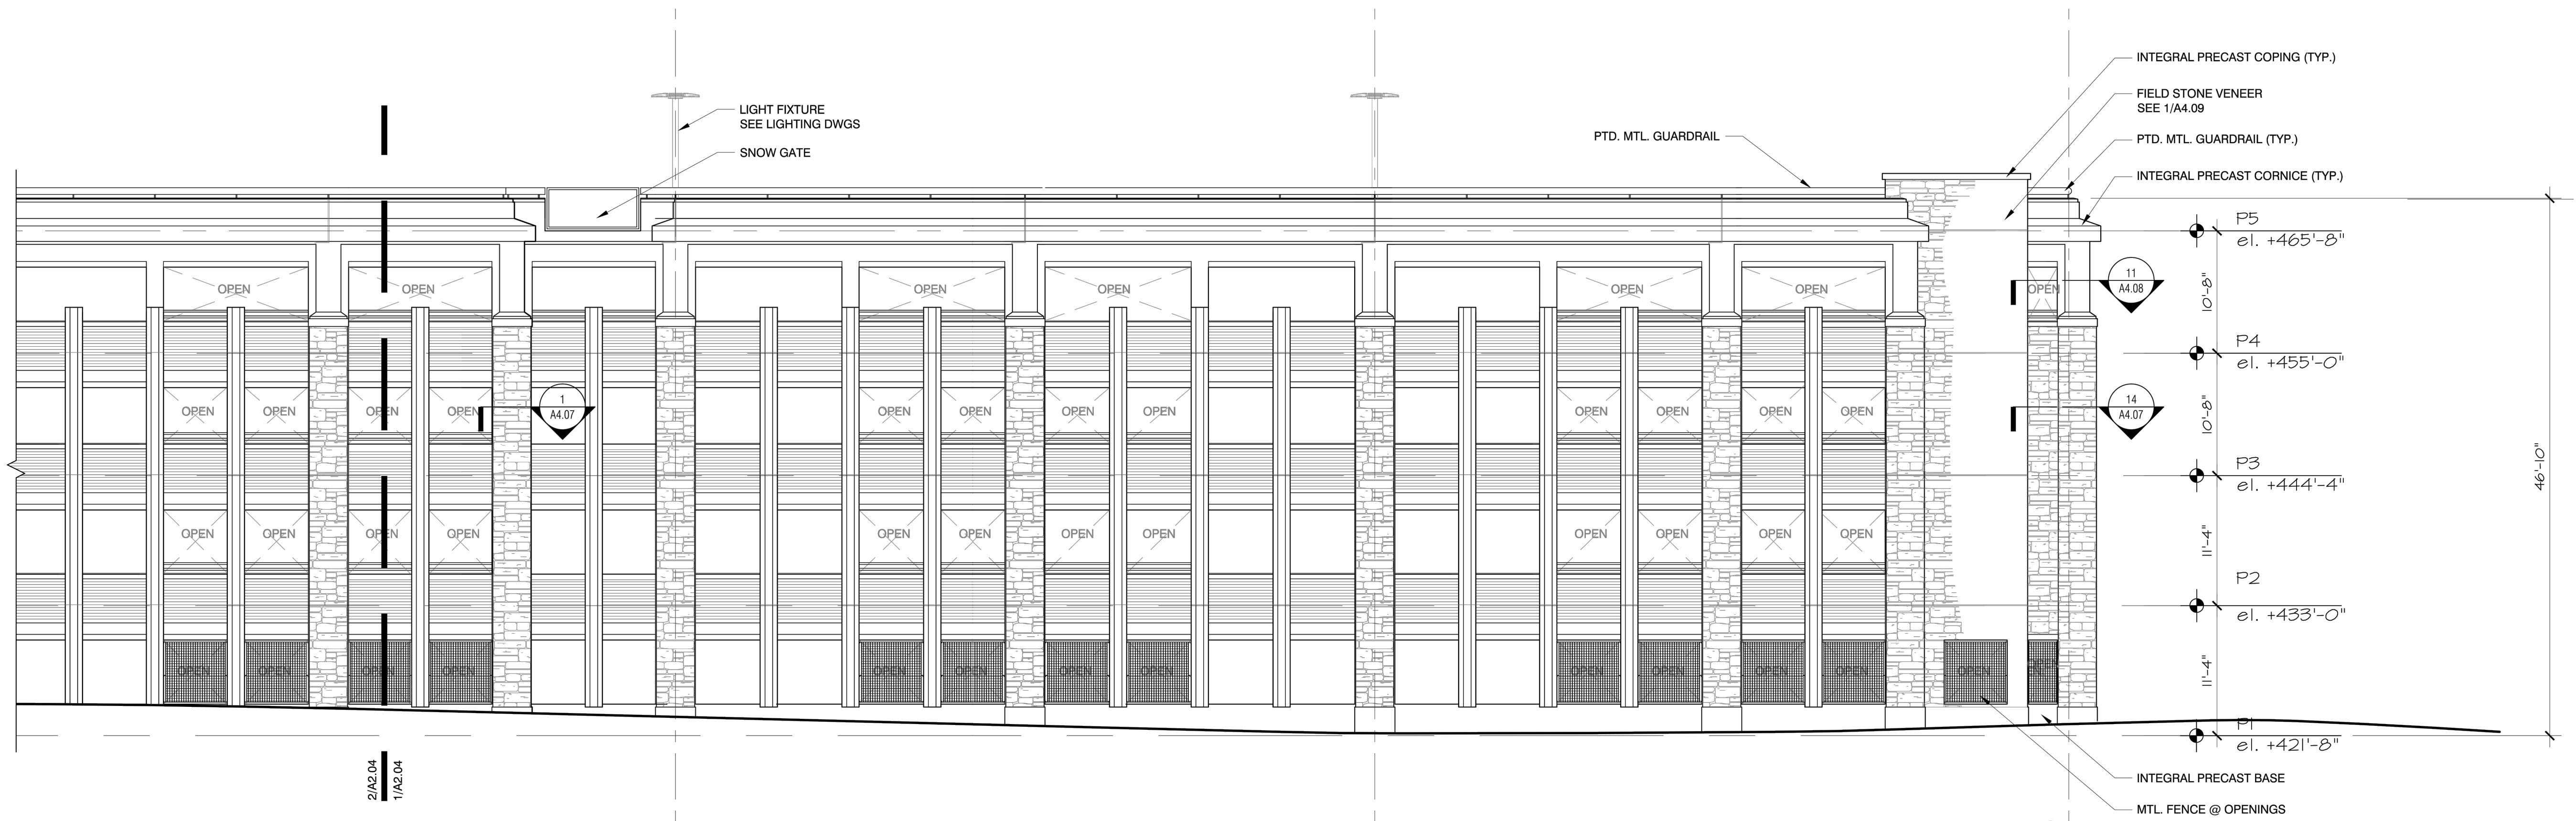 INTEGRAL PRECAST COPING (TYP.)
FIELD STONE VENEER
SEE 1/A4.09
PTD. MTL. GUARDRAIL (TYP.)
INTEGRAL PRECAST CORNICE (TYP.)
LIGHT FIXTURE
SEE LIGHTING DWGS
SNOW GATE
PTD. MTL. GUARDRAIL
P5
el. +465'-8"
10'-8"
P4
el. +455'-0"
10'-8"
P3
el. +444'-4"
11'-4"
P2
el. +433'-0"
11'-4"
P1
el. +421'-8"
46'-10"
11
A4.08
14
A4.07
1
A4.07
OPEN OPEN OPEN OPEN OPEN OPEN OPEN
OPEN OPEN OPEN OPEN OPEN OPEN OPEN OPEN OPEN OPEN OPEN OPEN
OPEN OPEN OPEN OPEN OPEN OPEN OPEN OPEN OPEN OPEN OPEN OPEN
OPEN OPEN OPEN OPEN OPEN OPEN OPEN OPEN OPEN OPEN OPEN OPEN OPEN OPEN
2/A2.04
1/A2.04
INTEGRAL PRECAST BASE
MTL. FENCE @ OPENINGS